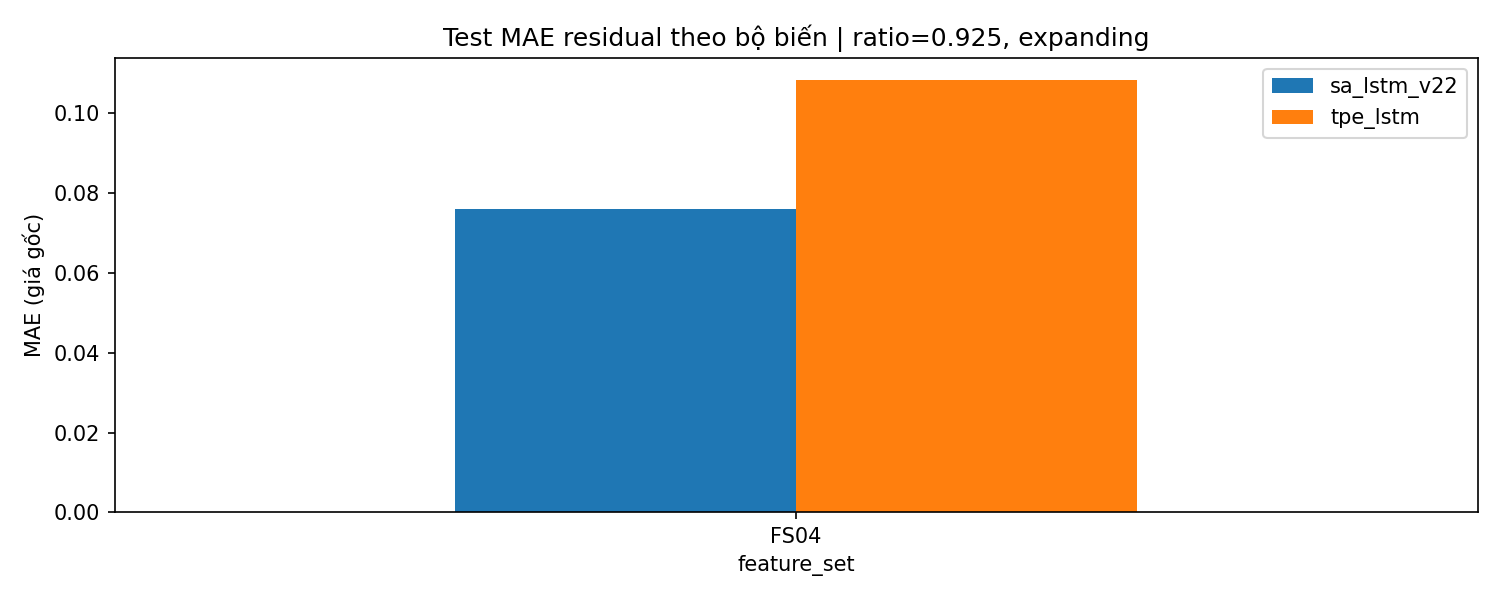 Test MAE residual theo bộ biến | ratio=0.925, expanding
sa_lstm_v22
tpe_lstm
MAE (giá gốc)
0.10
0.08
0.06
0.04
0.02
0.00
FS04
feature_set